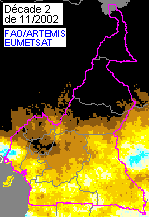 Décade 2
de 11/2002
FAO/ARTEMIS
EUMETSAT